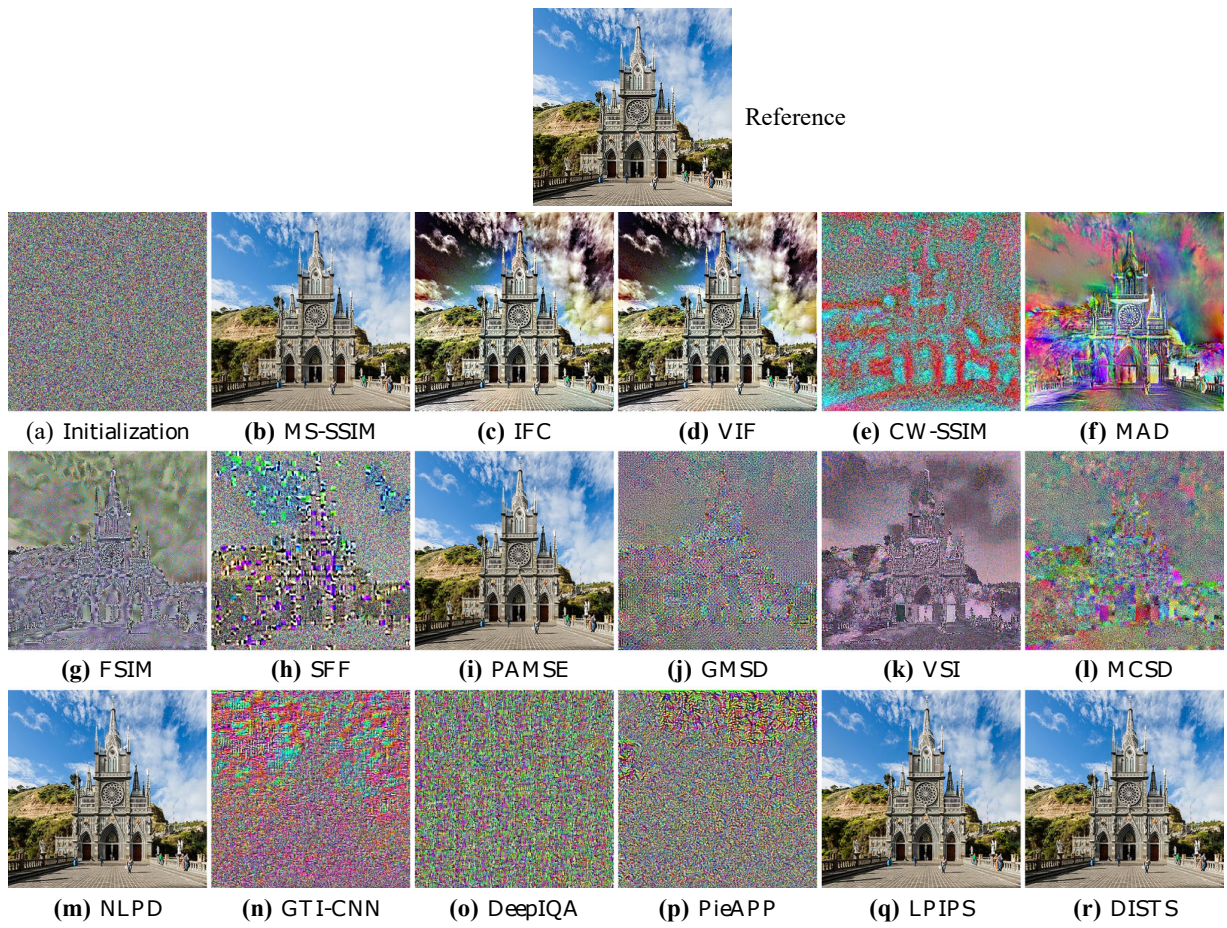 Reference
(a) Initialization
(b) MS-SSIM
(c) IFC
(d) VIF
(e) CW-SSIM
(f) MAD
(g) FSIM
(h) SFF
(i) PAMSE
(j) GMSD
(k) VSI
(l) MCSD
(m) NLPD
(n) GTI-CNN
(o) DeepIQA
(p) PieAPP
(q) LPIPS
(r) DISTS